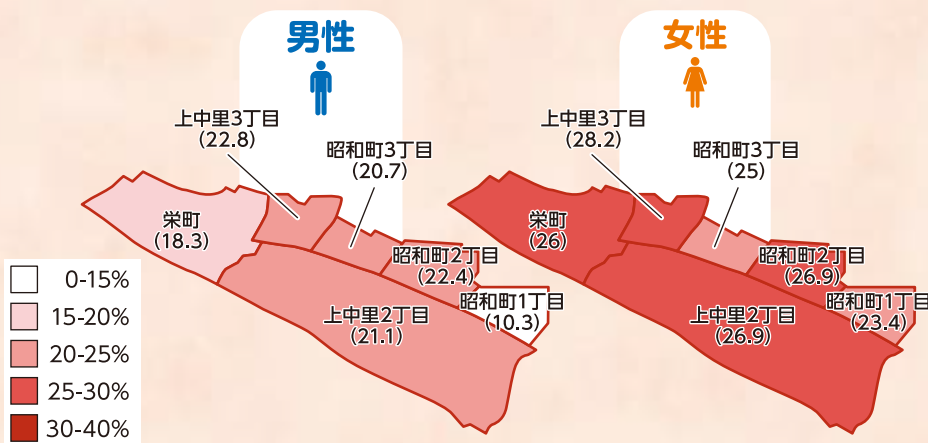 男性
上中里3丁目
(22.8)
昭和町3丁目
(20.7)
栄町
(18.3)
昭和町2丁目
(22.4)
昭和町1丁目
(10.3)
上中里2丁目
(21.1)
女性
上中里3丁目
(28.2)
昭和町3丁目
(25)
栄町
(26)
昭和町2丁目
(26.9)
昭和町1丁目
(23.4)
上中里2丁目
(26.9)
0-15%
15-20%
20-25%
25-30%
30-40%